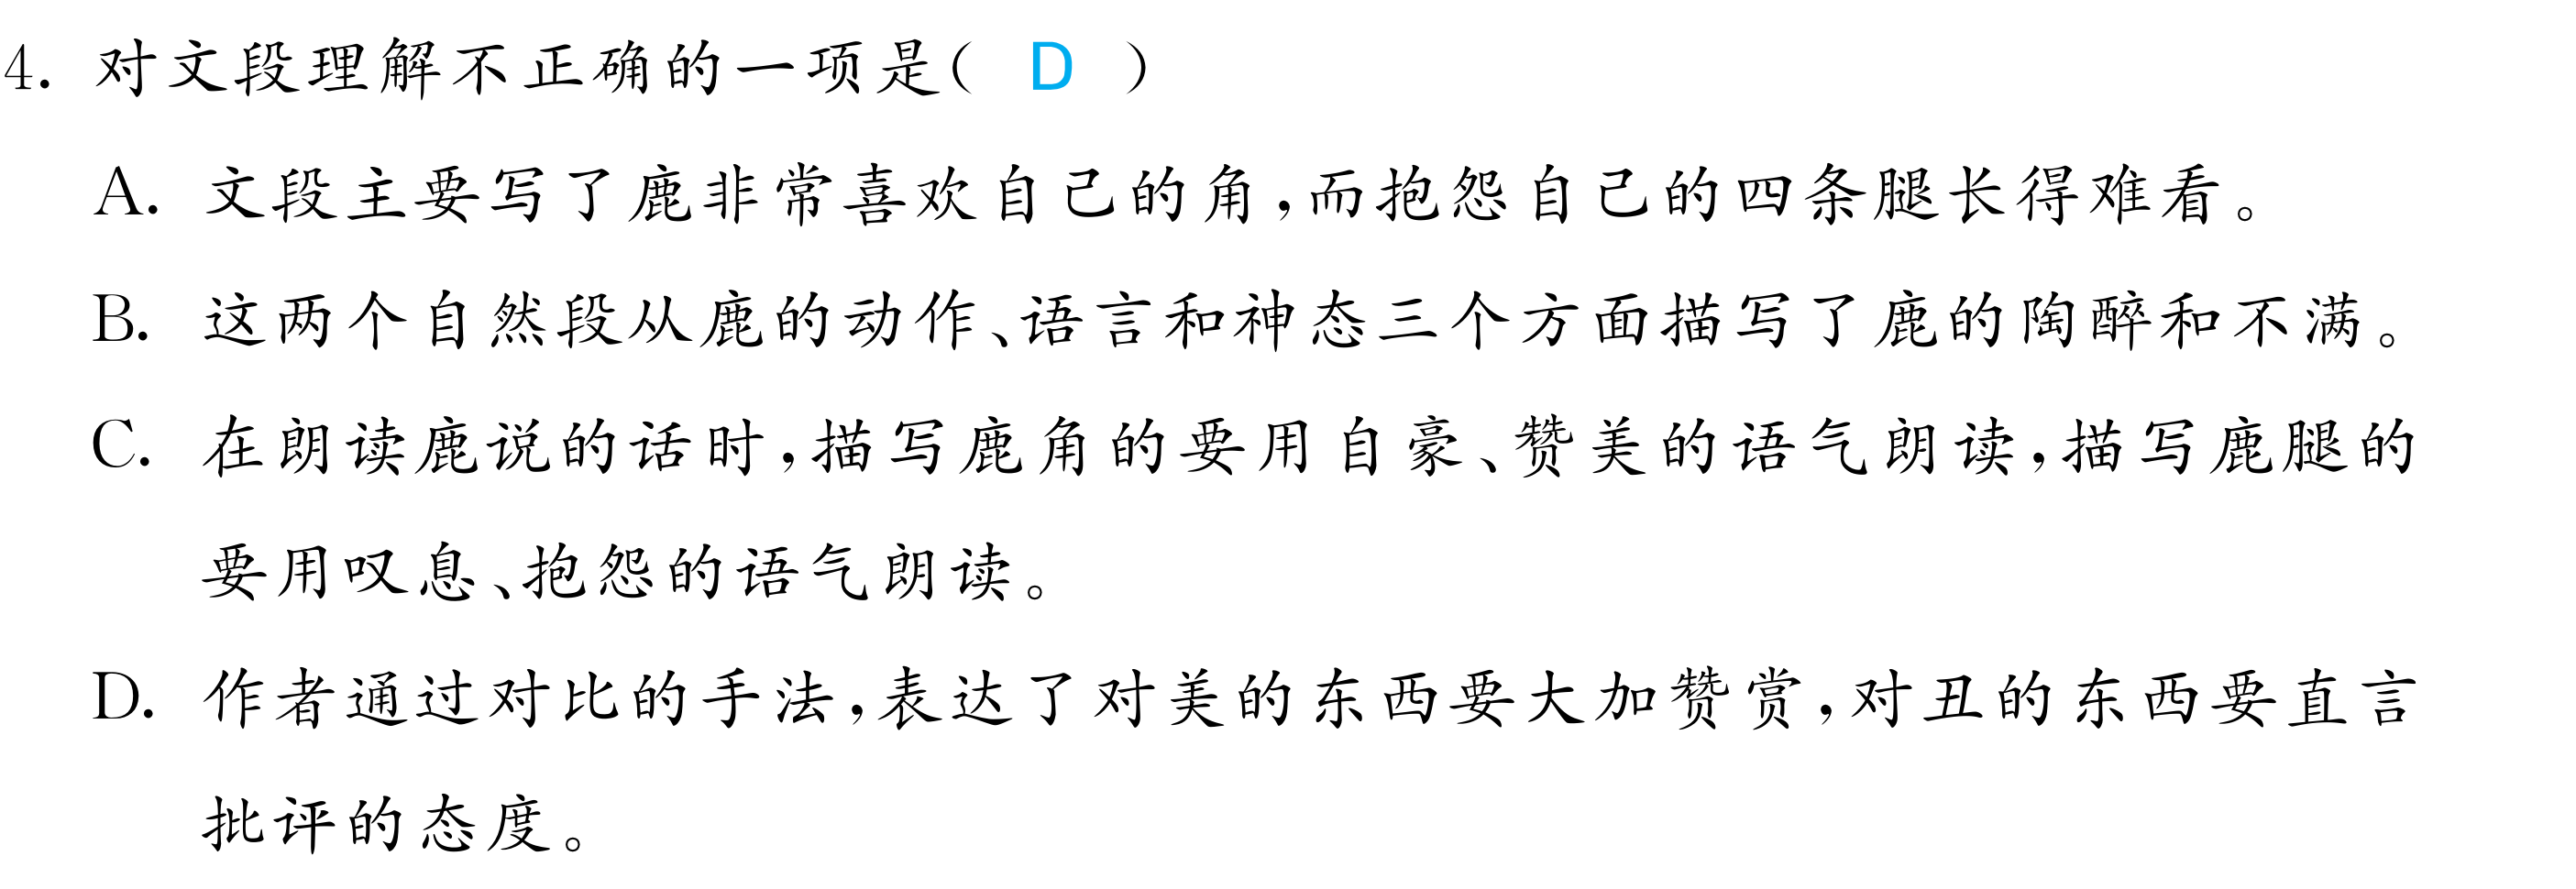 4. 对文段理解不正确的一项是( D )
A. 文段主要写了鹿非常喜欢自己的角,而抱怨自己的四条腿长得难看。
B. 这两个自然段从鹿的动作、语言和神态三个方面描写了鹿的陶醉和不满。
C. 在朗读鹿说的话时,描写鹿角的要用自豪、赞美的语气朗读,描写鹿腿的
要用叹息、抱怨的语气朗读。
D. 作者通过对比的手法,表达了对美的东西要大加赞赏,对丑的东西要直言
批评的态度。